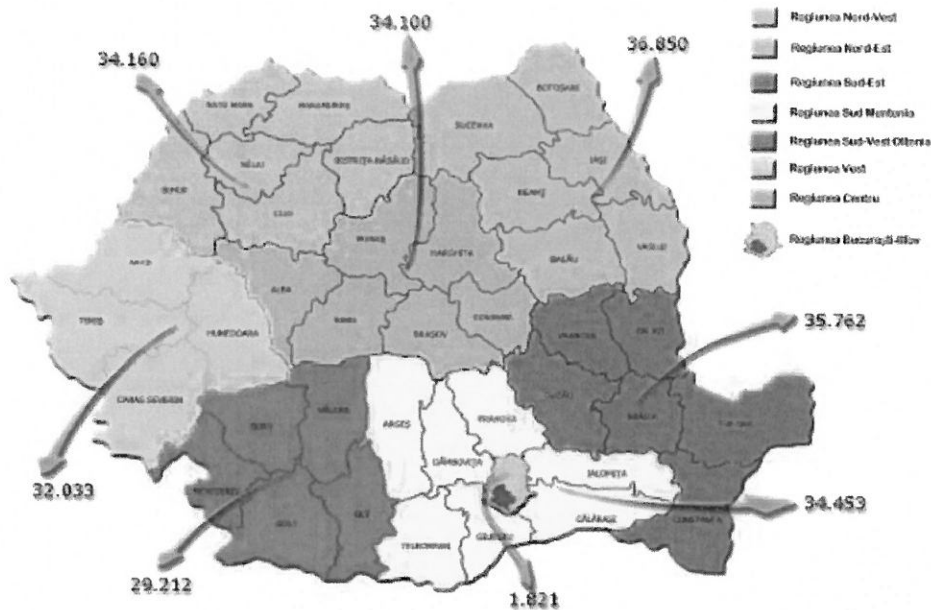 34.100
36.850
34.160
Regiunea Nord-Vest
Regiunea Nord-Est
Regiunea Sud-Est
Regiunea Sud Muntenia
Regiunea Sud-Vest Oltenia
Regiunea Vest
Regiunea Centru
Regiunea București-Ilfov
BOTOȘANI
SATU MARE
MARAMUREȘ
SUCEAVA
SĂLAJ
BISTRIȚA NĂSĂUD
IAȘI
BIHOR
NEAMȚ
CLUJ
MUREȘ
HARGHITA
BACĂU
VASLUI
ARAD
ALBA
TIMIȘ
HUNEDOARA
SIBIU
BRAȘOV
COVASNA
VRANCEA
35.762
CARAȘ SEVERIN
VÂLCEA
ARGEȘ
PRAHOVA
BUZĂU
BRĂILA
GORJ
DÂMBOVIȚA
IALOMIȚA
32.033
MEHEDINȚI
DOLJ
OLT
CĂLĂRAȘI
CONSTANȚA
34.453
TELEORMAN
GIURGIU
29.212
1.821